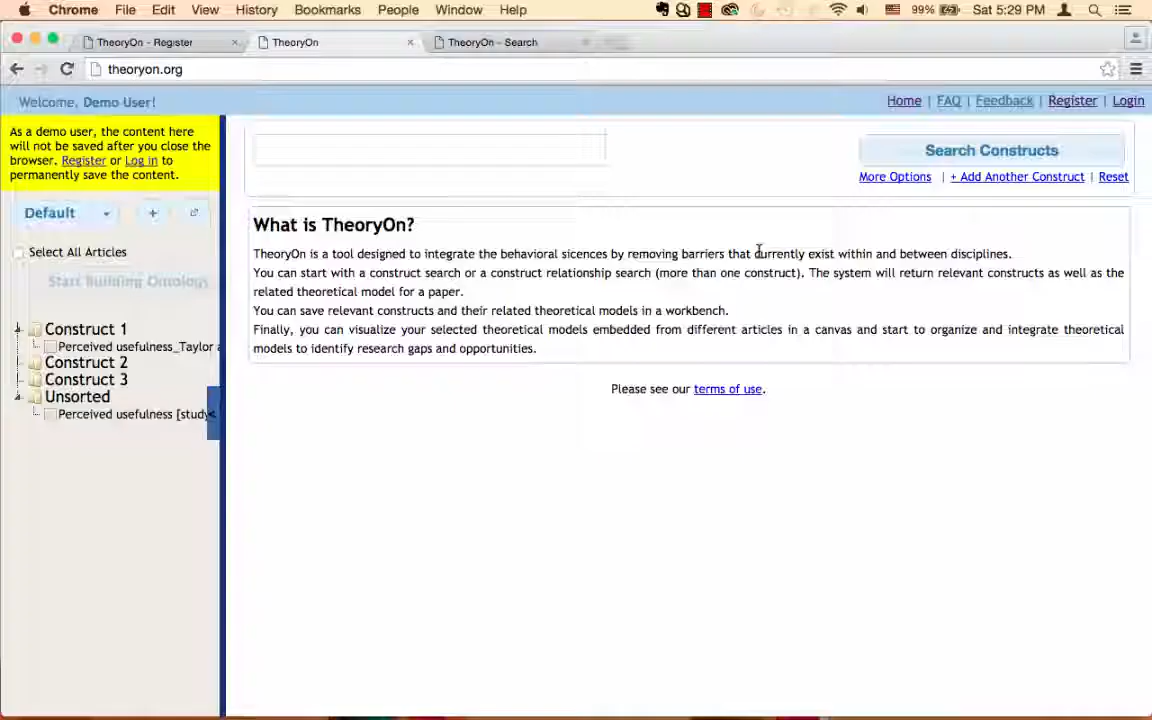 Chrome File Edit View History Bookmarks People Window Help 99% Sat 5:29 PM
TheoryOn - Register TheoryOn TheoryOn - Search
theoryon.org
Welcome, Demo User! Home | FAQ | Feedback | Register | Login
As a demo user, the content here
will not be saved after you close the
browser. Register or Log in to
permanently save the content.
Default +
Select All Articles
Start Building Ontology
Construct 1
Perceived usefulness_Taylor
Construct 2
Construct 3
Unsorted
Perceived usefulness [study
<
Search Constructs
More Options | + Add Another Construct | Reset
What is TheoryOn?
TheoryOn is a tool designed to integrate the behavioral sicences by removing barriers that currently exist within and between disciplines.
You can start with a construct search or a construct relationship search (more than one construct). The system will return relevant constructs as well as the
related theoretical model for a paper.
You can save relevant constructs and their related theoretical models in a workbench.
Finally, you can visualize your selected theoretical models embedded from different articles in a canvas and start to organize and integrate theoretical
models to identify research gaps and opportunities.
Please see our terms of use.